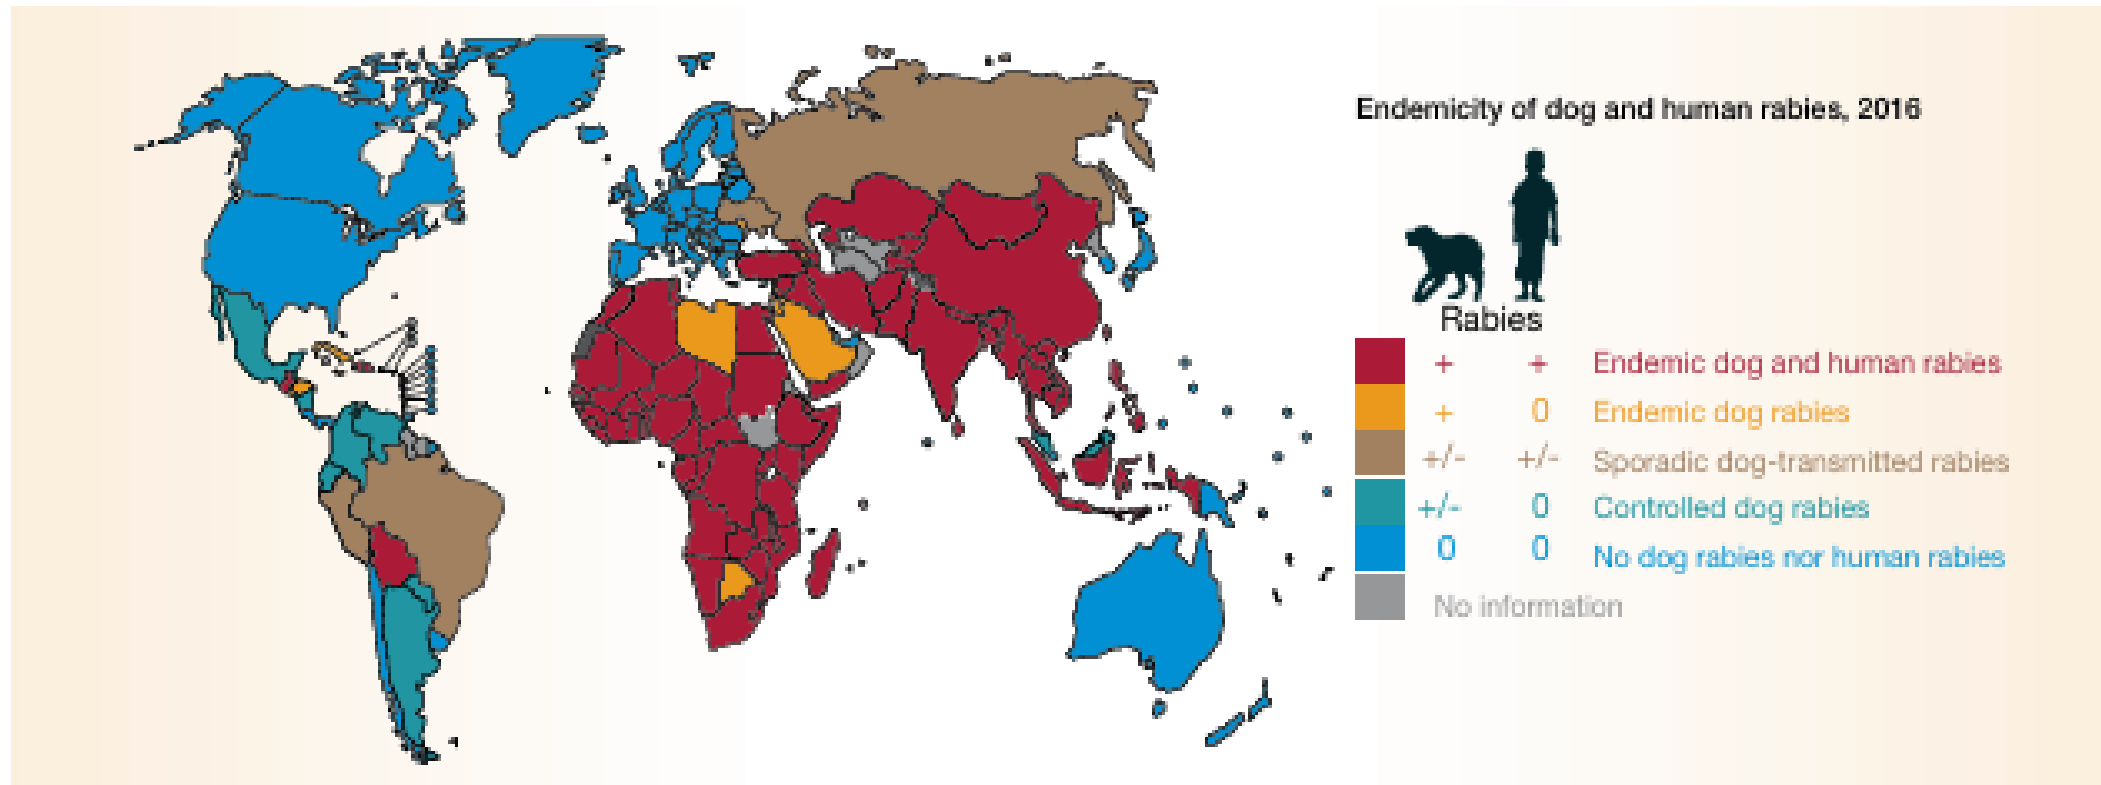 Endemicity of dog and human rabies, 2016
Rabies
+ + Endemic dog and human rabies
+ 0 Endemic dog rabies
+/- +/- Sporadic dog-transmitted rabies
+/- 0 Controlled dog rabies
0 0 No dog rabies nor human rabies
No information